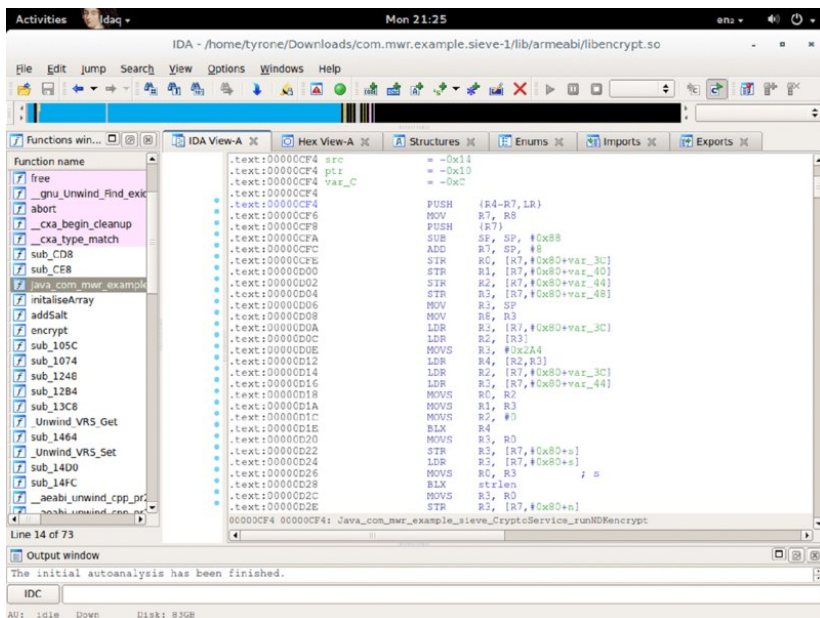 Activities
Idaq
Mon 21:25
en2
IDA - /home/tyrone/Downloads/com.mwr.example.sieve-1/lib/armeabi/libencrypt.so
File Edit Jump Search View Options Windows Help
Functions win...
IDA View-A
Hex View-A
Structures
Enums
Imports
Exports
Function name
free
__gnu_Unwind_Find_exic
abort
__cxa_begin_cleanup
__cxa_type_match
sub_CD8
sub_CE8
Java_com_mwr_example
initaliseArray
addSalt
encrypt
sub_105C
sub_1074
sub_1248
sub_12B4
sub_13C8
_Unwind_VRS_Get
sub_1464
_Unwind_VRS_Set
sub_14D0
sub_14FC
__aeabi_unwind_cpp_pr2
Line 14 of 73
.text:00000CF4 src = -0x14
.text:00000CF4 ptr = -0x10
.text:00000CF4 var_C = -0xC
.text:00000CF4
.text:00000CF4 PUSH {R4-R7,LR}
.text:00000CF6 MOV R7, R8
.text:00000CF8 PUSH {R7}
.text:00000CFA SUB SP, SP, #0x88
.text:00000CFC ADD R7, SP, #8
.text:00000CFE STR R0, [R7,#0x80+var_3C]
.text:00000D00 STR R1, [R7,#0x80+var_40]
.text:00000D02 STR R2, [R7,#0x80+var_44]
.text:00000D04 STR R3, [R7,#0x80+var_48]
.text:00000D06 MOV R3, SP
.text:00000D08 MOV R8, R3
.text:00000D0A LDR R3, [R7,#0x80+var_3C]
.text:00000D0C LDR R2, [R3]
.text:00000D0E MOVS R3, #0x2A4
.text:00000D12 LDR R4, [R2,R3]
.text:00000D14 LDR R2, [R7,#0x80+var_3C]
.text:00000D16 LDR R3, [R7,#0x80+var_44]
.text:00000D18 MOVS R0, R2
.text:00000D1A MOVS R1, R3
.text:00000D1C MOVS R2, #0
.text:00000D1E BLX R4
.text:00000D20 MOVS R3, R0
.text:00000D22 STR R3, [R7,#0x80+s]
.text:00000D24 LDR R3, [R7,#0x80+s]
.text:00000D26 MOVS R0, R3 ; s
.text:00000D28 BLX strlen
.text:00000D2C MOVS R3, R0
.text:00000D2E STR R3, [R7,#0x80+n]
00000CF4 00000CF4: Java_com_mwr_example_sieve_CryptoService_runNDKencrypt
Output window
The initial autoanalysis has been finished.
IDC
AU: idle Down Disk: 83GB